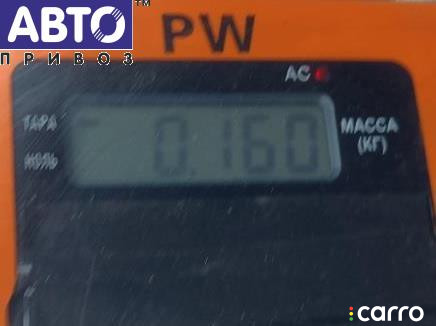 АВТО™
ПРИВОЗ
PW
AC
ТАРА
НОЛЬ
0.160
МАССА
(КГ)
carro